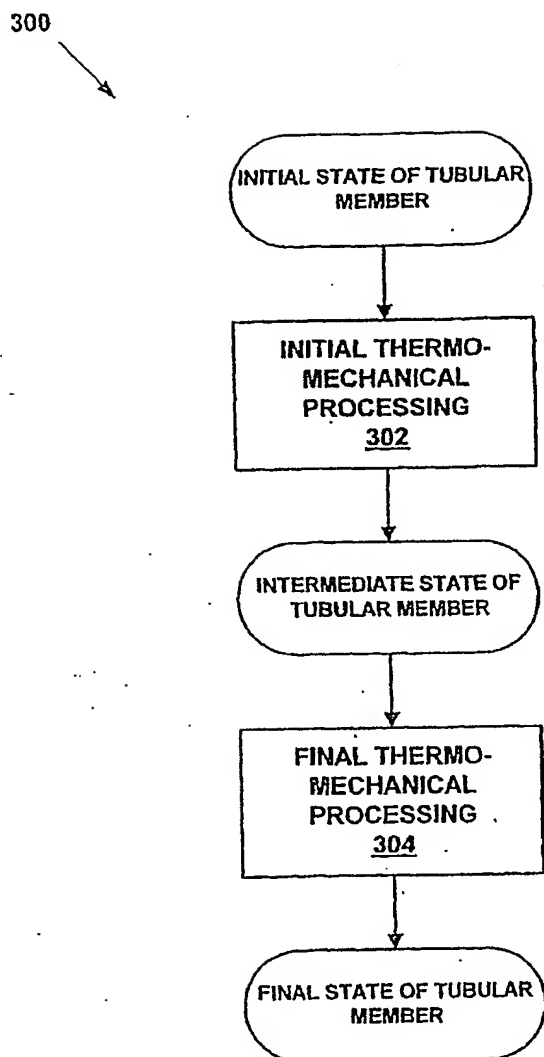 300
INITIAL STATE OF TUBULAR
MEMBER
INITIAL THERMO-
MECHANICAL
PROCESSING
302
INTERMEDIATE STATE OF
TUBULAR MEMBER
FINAL THERMO-
MECHANICAL
PROCESSING
304
FINAL STATE OF TUBULAR
MEMBER